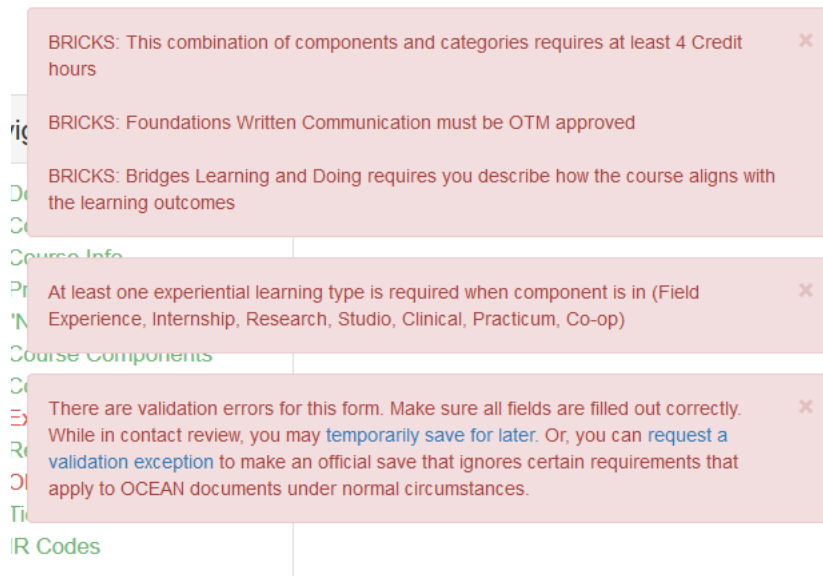 BRICKS: This combination of components and categories requires at least 4 Credit
hours
BRICKS: Foundations Written Communication must be OTM approved
BRICKS: Bridges Learning and Doing requires you describe how the course aligns with
the learning outcomes
Course Info
At least one experiential learning type is required when component is in (Field
Experience, Internship, Research, Studio, Clinical, Practicum, Co-op)
Course Components
There are validation errors for this form. Make sure all fields are filled out correctly.
While in contact review, you may temporarily save for later. Or, you can request a
validation exception to make an official save that ignores certain requirements that
apply to OCEAN documents under normal circumstances.
IR Codes